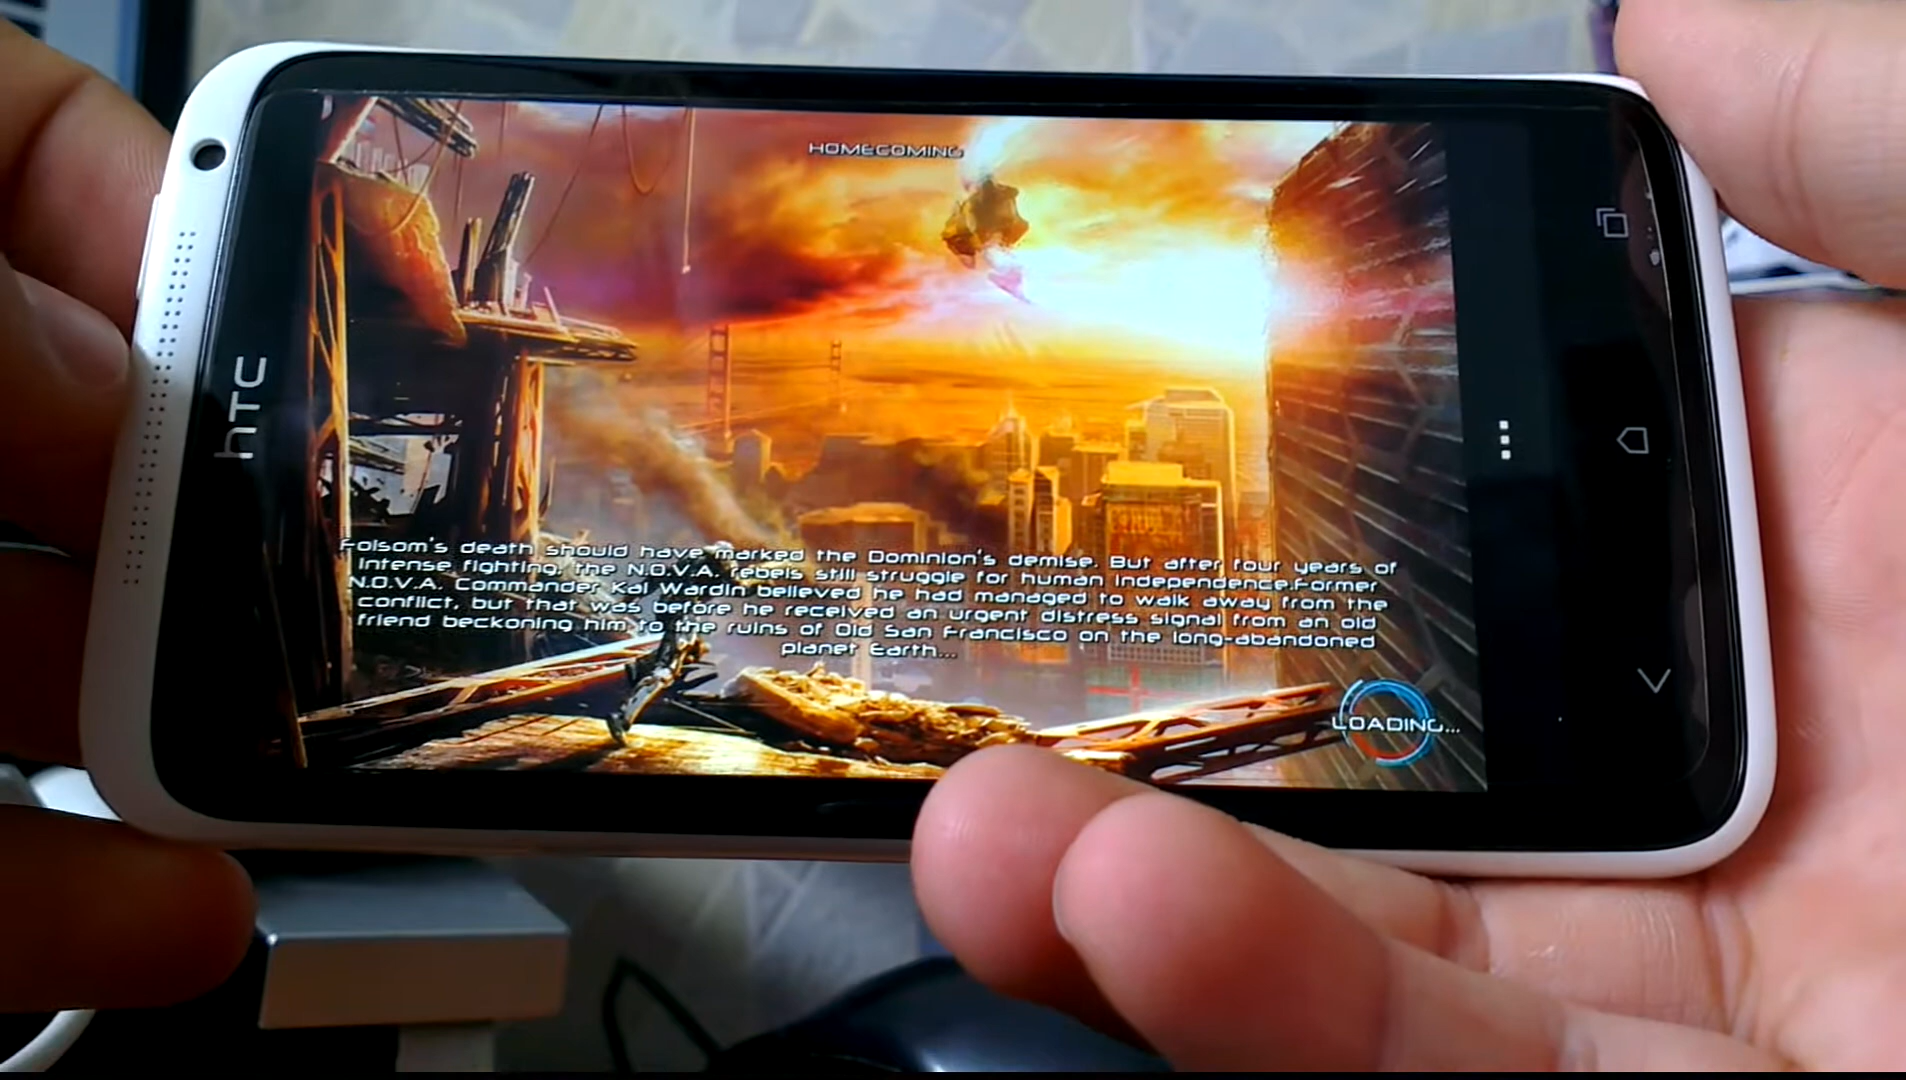 HOMECOMING
hTC
Folsom's death should have marked the Dominion's demise. But after four years of
intense fighting, the N.O.V.A. rebels still struggle for human independence.Former
N.O.V.A. Commander Kal Wardin believed he had managed to walk away from the
conflict, but that was before he received an urgent distress signal from an old
friend beckoning him to the ruins of Old San Francisco on the long-abandoned
planet Earth...
LOADING...